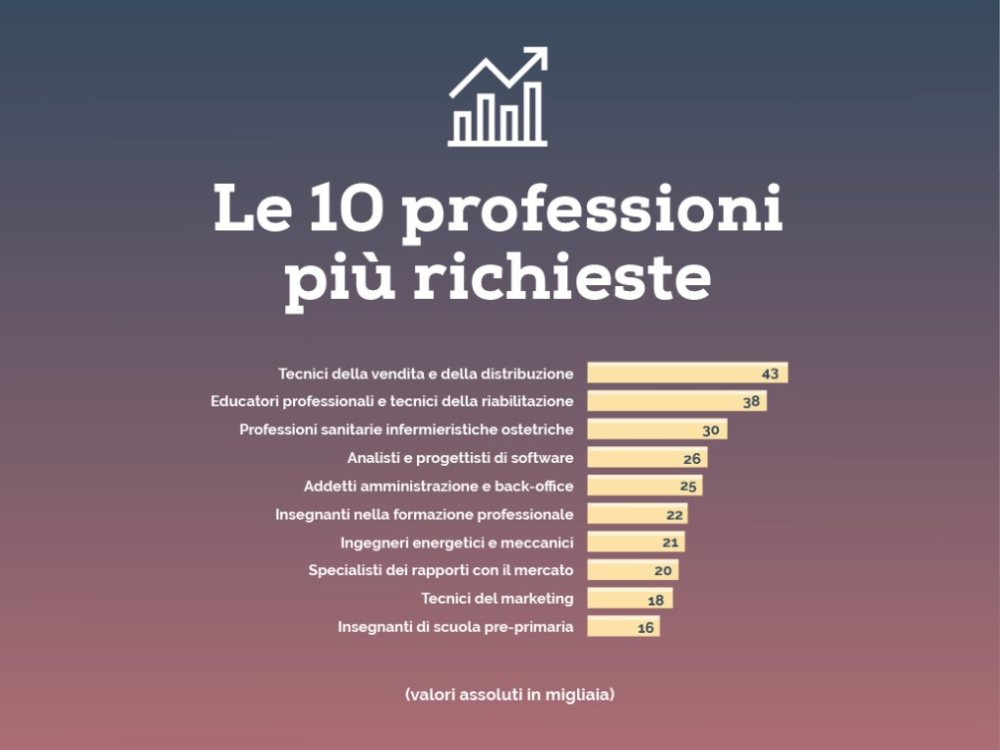 Le 10 professioni
più richieste
Tecnici della vendita e della distribuzione 43
Educatori professionali e tecnici della riabilitazione 38
Professioni sanitarie infermieristiche ostetriche 30
Analisti e progettisti di software 26
Addetti amministrazione e back-office 25
Insegnanti nella formazione professionale 22
Ingegneri energetici e meccanici 21
Specialisti dei rapporti con il mercato 20
Tecnici del marketing 18
Insegnanti di scuola pre-primaria 16
(valori assoluti in migliaia)